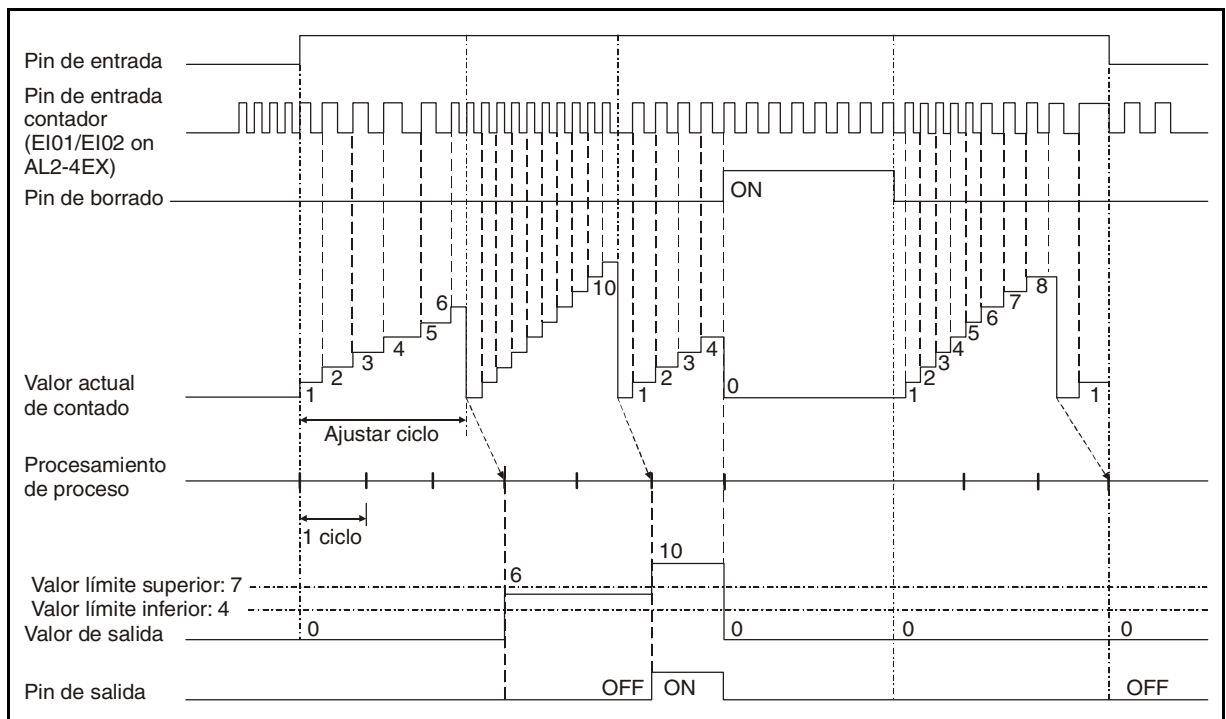 Pin de entrada
Pin de entrada
contador
(EI01/EI02 on
AL2-4EX)
Pin de borrado
ON
1
2
3
4
5
6
10
1
2
3
4
0
1
2
3
4
5
6
7
8
1
Valor actual
de contado
Ajustar ciclo
Procesamiento
de proceso
1 ciclo
10
6
Valor límite superior: 7
Valor límite inferior: 4
Valor de salida
0
0
0
0
Pin de salida
OFF
ON
OFF